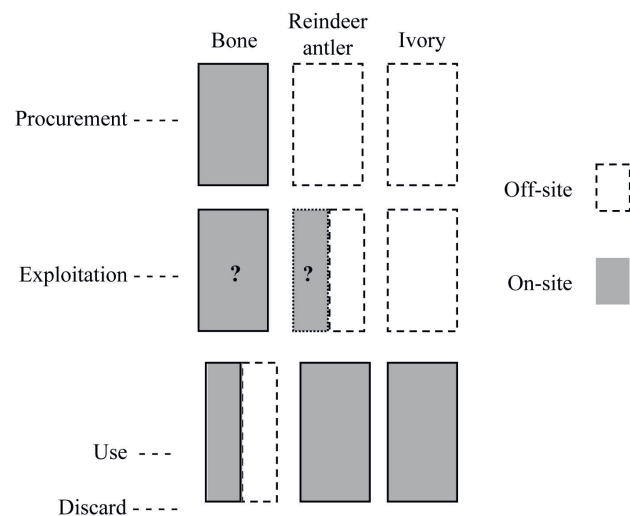 Bone
Reindeer
antler
Ivory
Procurement
Off-site
Exploitation
?
?
On-site
Use
Discard